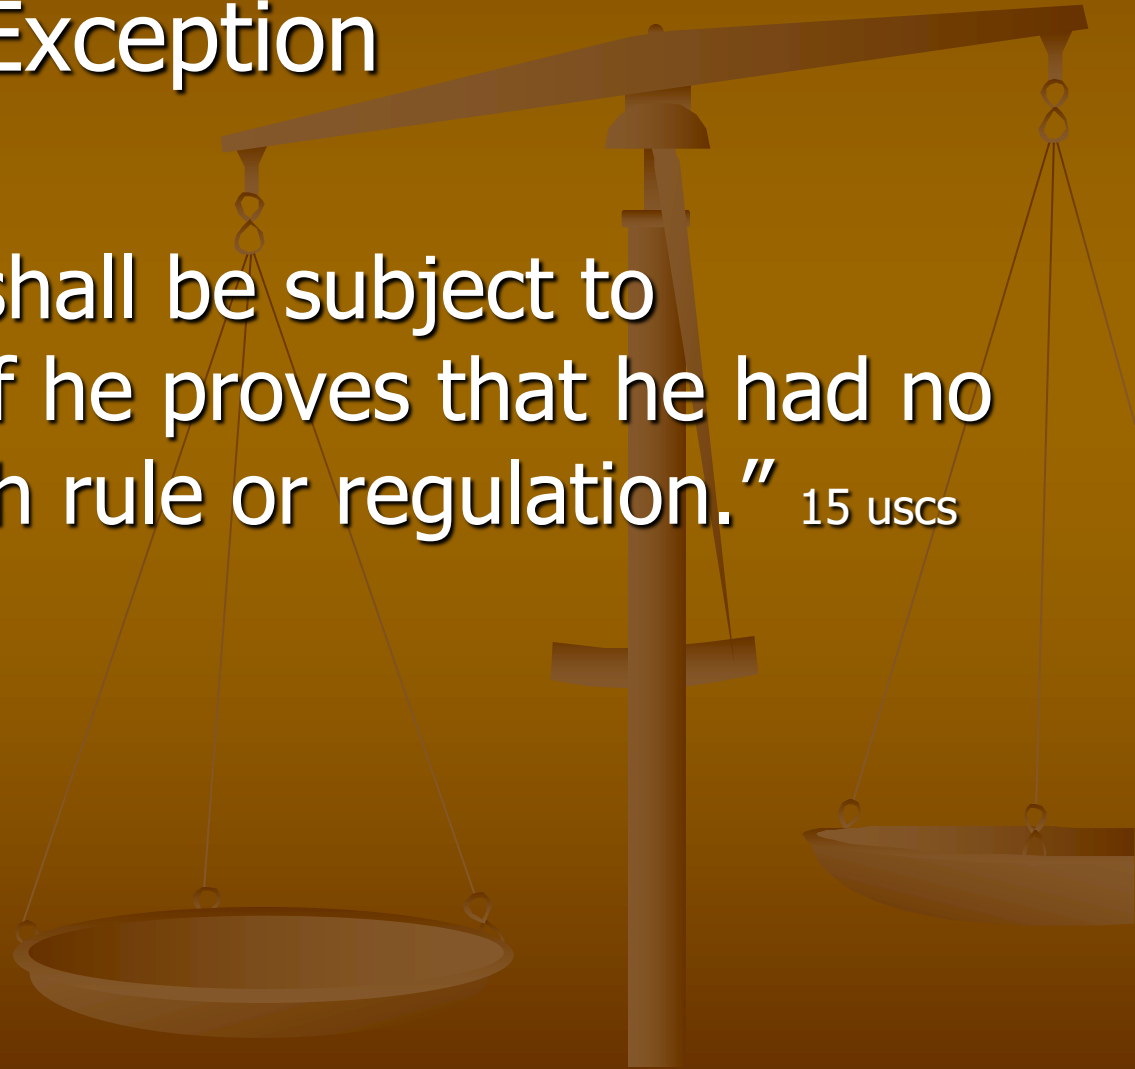 Exception
shall be subject to
f he proves that he had no
h rule or regulation.” 15 uscs